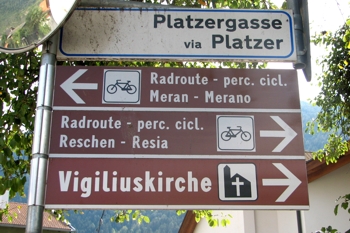 Platzergasse
via Platzer
Radroute - perc. cicl.
Meran - Merano
Radroute - perc. cicl.
Reschen - Resia
Vigiliuskirche